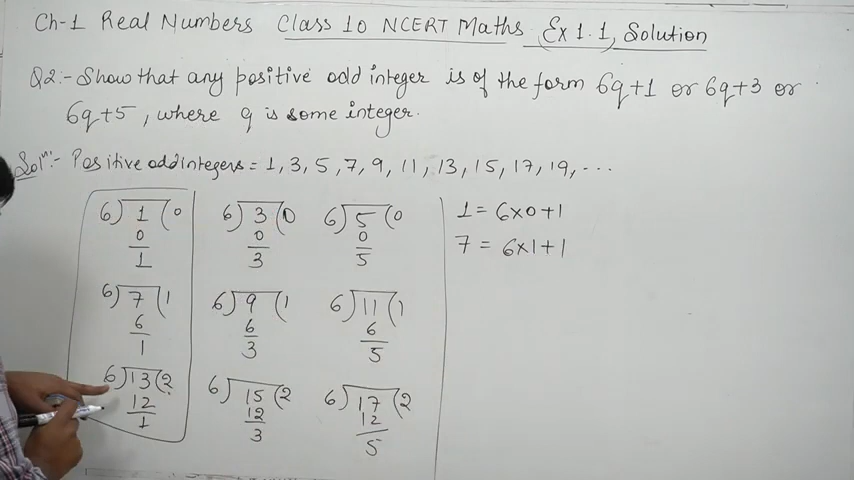 Ch-1 Real Numbers Class 10 NCERT Maths Ex 1.1, Solution
Q2:- Show that any positive odd integer is of the form 6q+1 or 6q+3 or
6q+5, where q is some integer.
Solⁿ:- Positive odd integers = 1, 3, 5, 7, 9, 11, 13, 15, 17, 19, ...
6) 1 (0
0
1
6) 7 (1
6
1
6) 13 (2
12
1
6) 3 (0
0
3
6) 9 (1
6
3
6) 15 (2
12
3
6) 5 (0
0
5
6) 11 (1
6
5
6) 17 (2
12
5
1 = 6×0+1
7 = 6×1+1